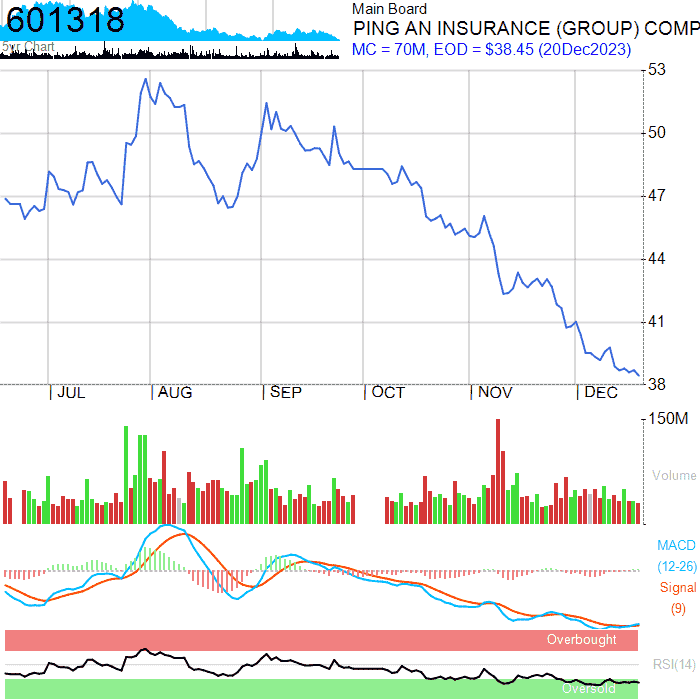 601318
5yr Chart
Main Board
PING AN INSURANCE (GROUP) COMP
MC = 70M, EOD = $38.45 (20Dec2023)
53
50
47
44
41
38
JUL AUG SEP OCT NOV DEC
150M
Volume
MACD
(12-26)
Signal
(9)
Overbought
RSI(14)
Oversold